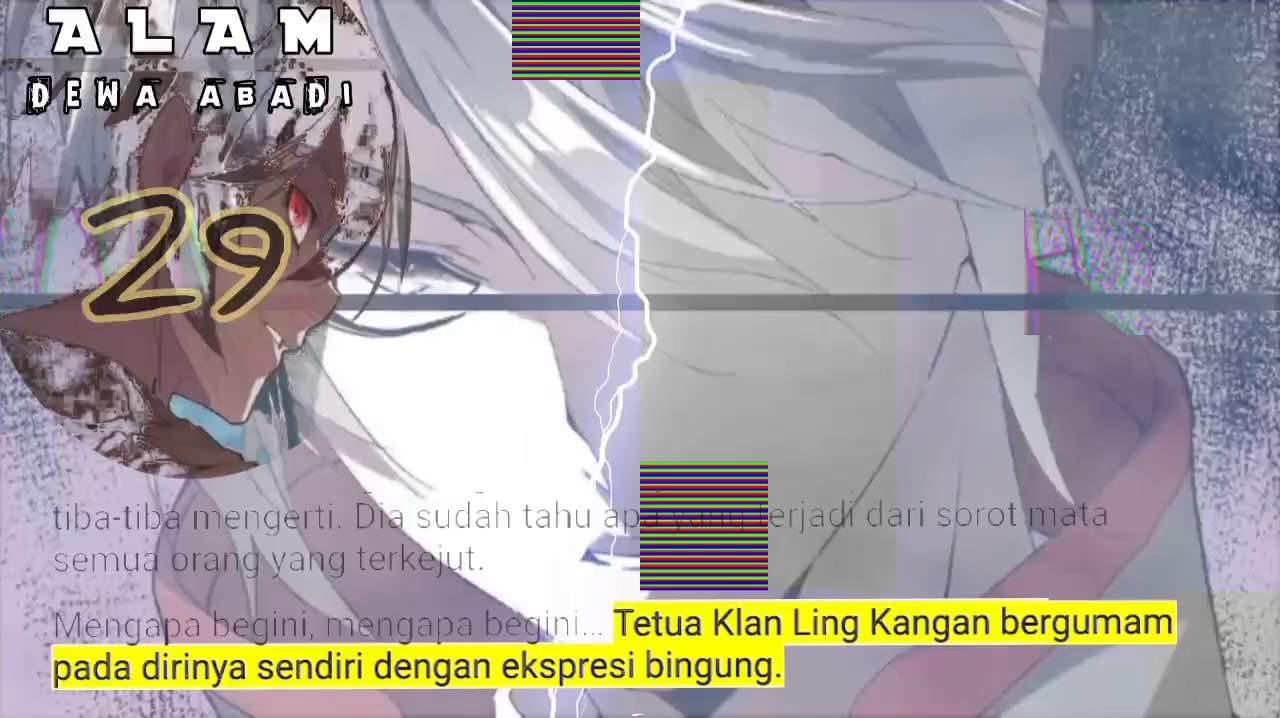 ALAM
DEWA ABADI
29
tiba-tiba mengerti. Dia sudah tahu apa yang terjadi dari sorot mata
semua orang yang terkejut.
Mengapa begini, mengapa begini... Tetua Klan Ling Kangan bergumam
pada dirinya sendiri dengan ekspresi bingung.